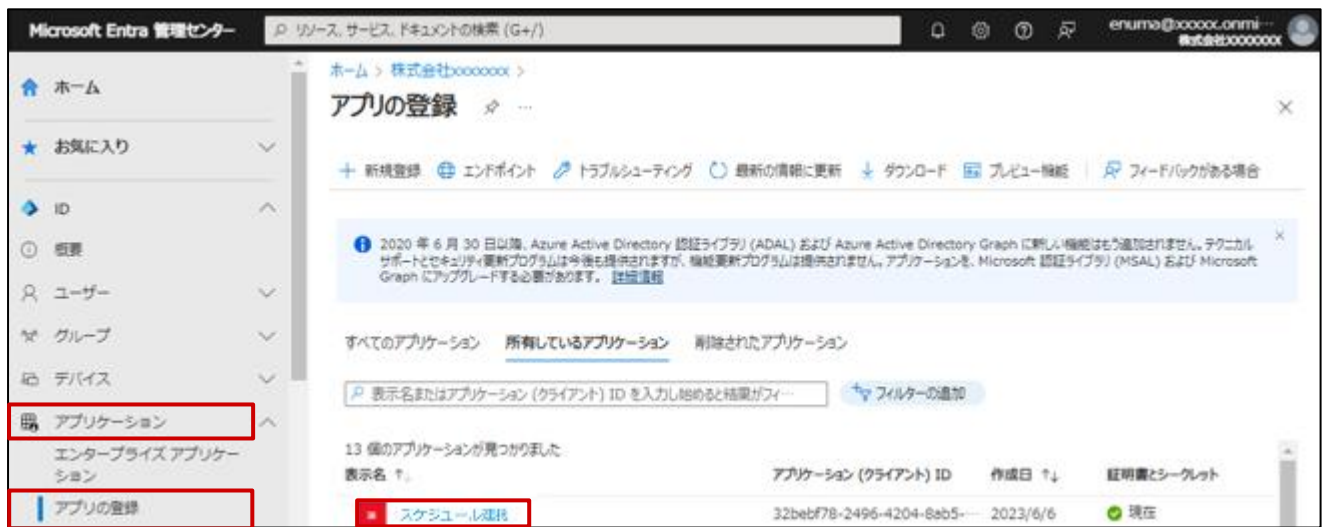 Microsoft Entra 管理センター
リソース、サービス、ドキュメントの検索 (G+/)
enuma@xxxxx.onmi…
株式会社xxxxxxx
ホーム
お気に入り
ID
概要
ユーザー
グループ
デバイス
アプリケーション
エンタープライズ アプリケー
ション
アプリの登録
ホーム > 株式会社xxxxxxx >
アプリの登録
新規登録 エンドポイント トラブルシューティング 最新の情報に更新 ダウンロード プレビュー機能 フィードバックがある場合
2020 年 6 月 30 日以降、Azure Active Directory 認証ライブラリ (ADAL) および Azure Active Directory Graph に新しい機能はもう追加されません。テクニカル
サポートとセキュリティ更新プログラムは今後も提供されますが、機能更新プログラムは提供されません。アプリケーションを、Microsoft 認証ライブラリ (MSAL) および Microsoft
Graph にアップグレードする必要があります。 詳細情報
すべてのアプリケーション 所有しているアプリケーション 削除されたアプリケーション
表示名またはアプリケーション (クライアント) ID を入力し始めると結果がフィ…
フィルターの追加
13 個のアプリケーションが見つかりました
表示名 アプリケーション (クライアント) ID 作成日 証明書とシークレット
スケジュール連携 32bebf78-2496-4204-8ab5-… 2023/6/6 現在